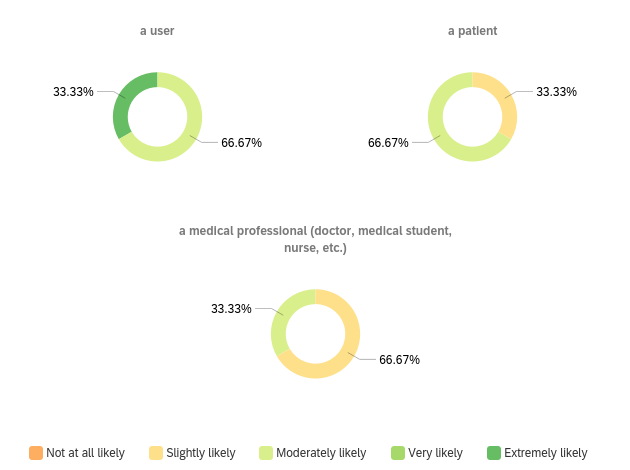 a user
a patient
33.33%
66.67%
33.33%
66.67%
a medical professional (doctor, medical student,
nurse, etc.)
33.33%
66.67%
Not at all likely
Slightly likely
Moderately likely
Very likely
Extremely likely